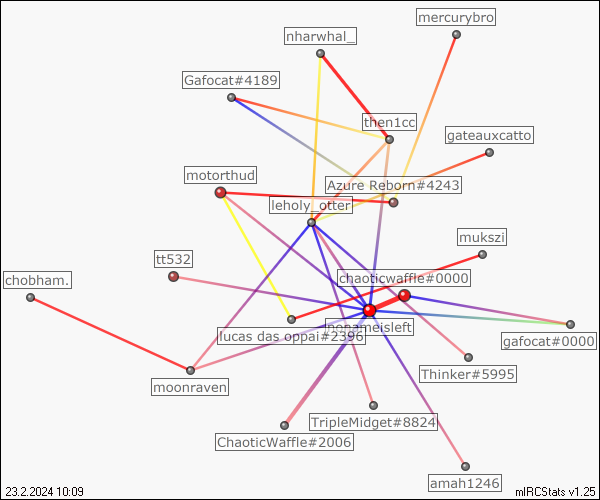 mercurybro
nharwhal_
Gafocat#4189
then1cc
gateauxcatto
motorthud
Azure Reborn#4243
leholy_otter
mukszi
tt532
chaoticwaffle#0000
chobham.
nonameisleft
lucas das oppai#2396
gafocat#0000
Thinker#5995
moonraven
TripleMidget#8824
ChaoticWaffle#2006
amah1246
23.2.2024 10:09
mIRCStats v1.25